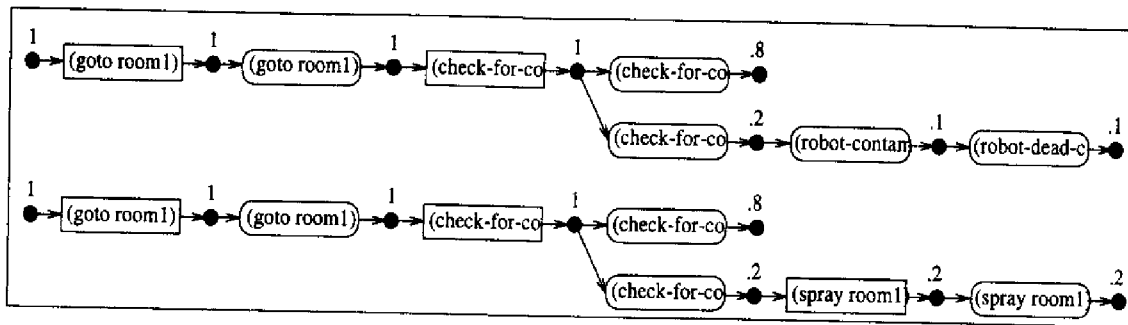 1 1 1 1 .8
(goto room1) (goto room1) (check-for-co (check-for-co
.2 .1 .1
(check-for-co (robot-contam (robot-dead-c
1 1 1 1 .8
(goto room1) (goto room1) (check-for-co (check-for-co
.2 .2 .2
(check-for-co (spray room1) (spray room1